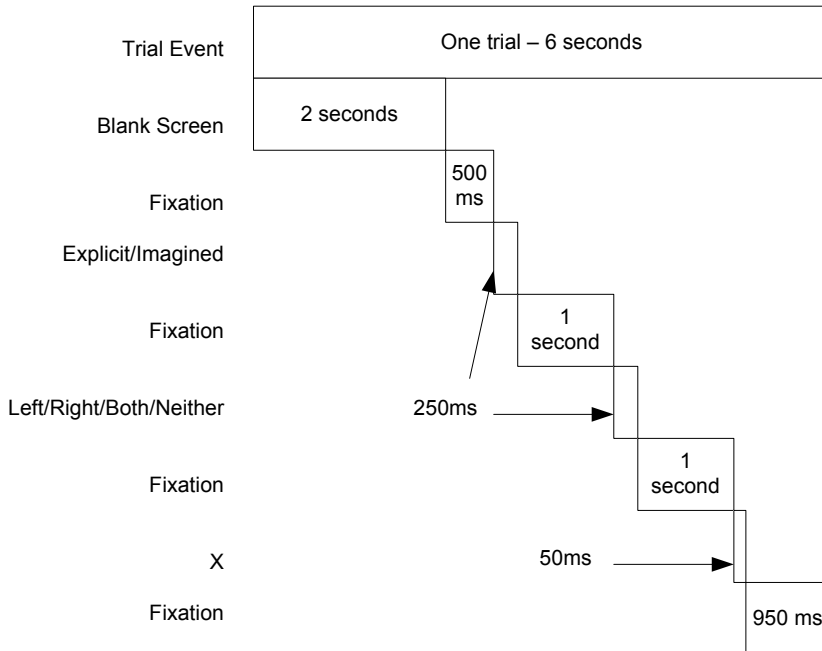 Trial Event
One trial – 6 seconds
Blank Screen
2 seconds
Fixation
500
ms
Explicit/Imagined
Fixation
1
second
Left/Right/Both/Neither
250ms
Fixation
1
second
X
50ms
Fixation
950 ms